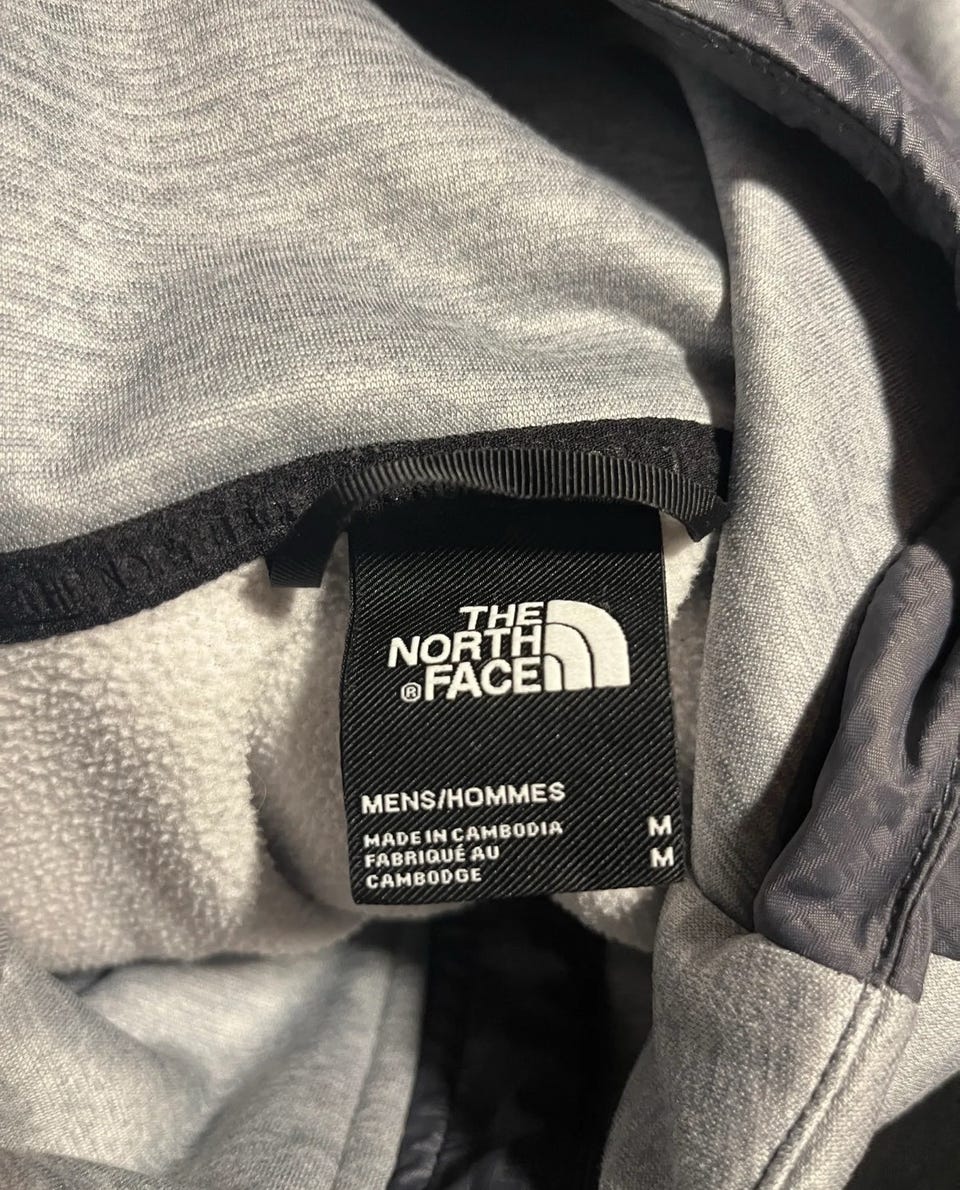 THE
NORTH
® FACE
MENS/HOMMES
MADE IN CAMBODIA M
FABRIQUÉ AU M
CAMBODGE